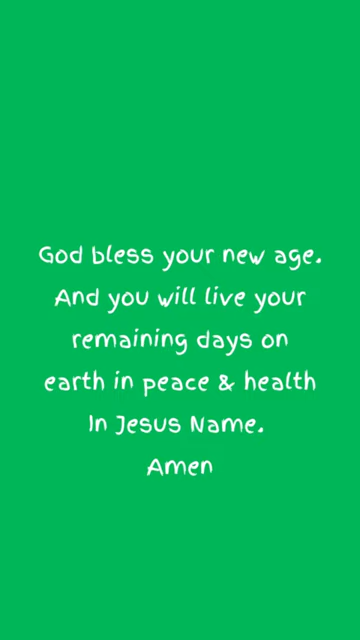 God bless your new age.
And you will live your
remaining days on
earth in peace & health
In Jesus Name.
Amen